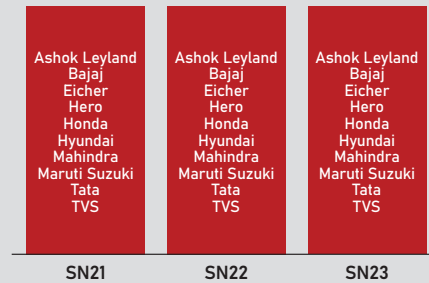 Ashok Leyland
Bajaj
Eicher
Hero
Honda
Hyundai
Mahindra
Maruti Suzuki
Tata
TVS
SN21
Ashok Leyland
Bajaj
Eicher
Hero
Honda
Hyundai
Mahindra
Maruti Suzuki
Tata
TVS
SN22
Ashok Leyland
Bajaj
Eicher
Hero
Honda
Hyundai
Mahindra
Maruti Suzuki
Tata
TVS
SN23